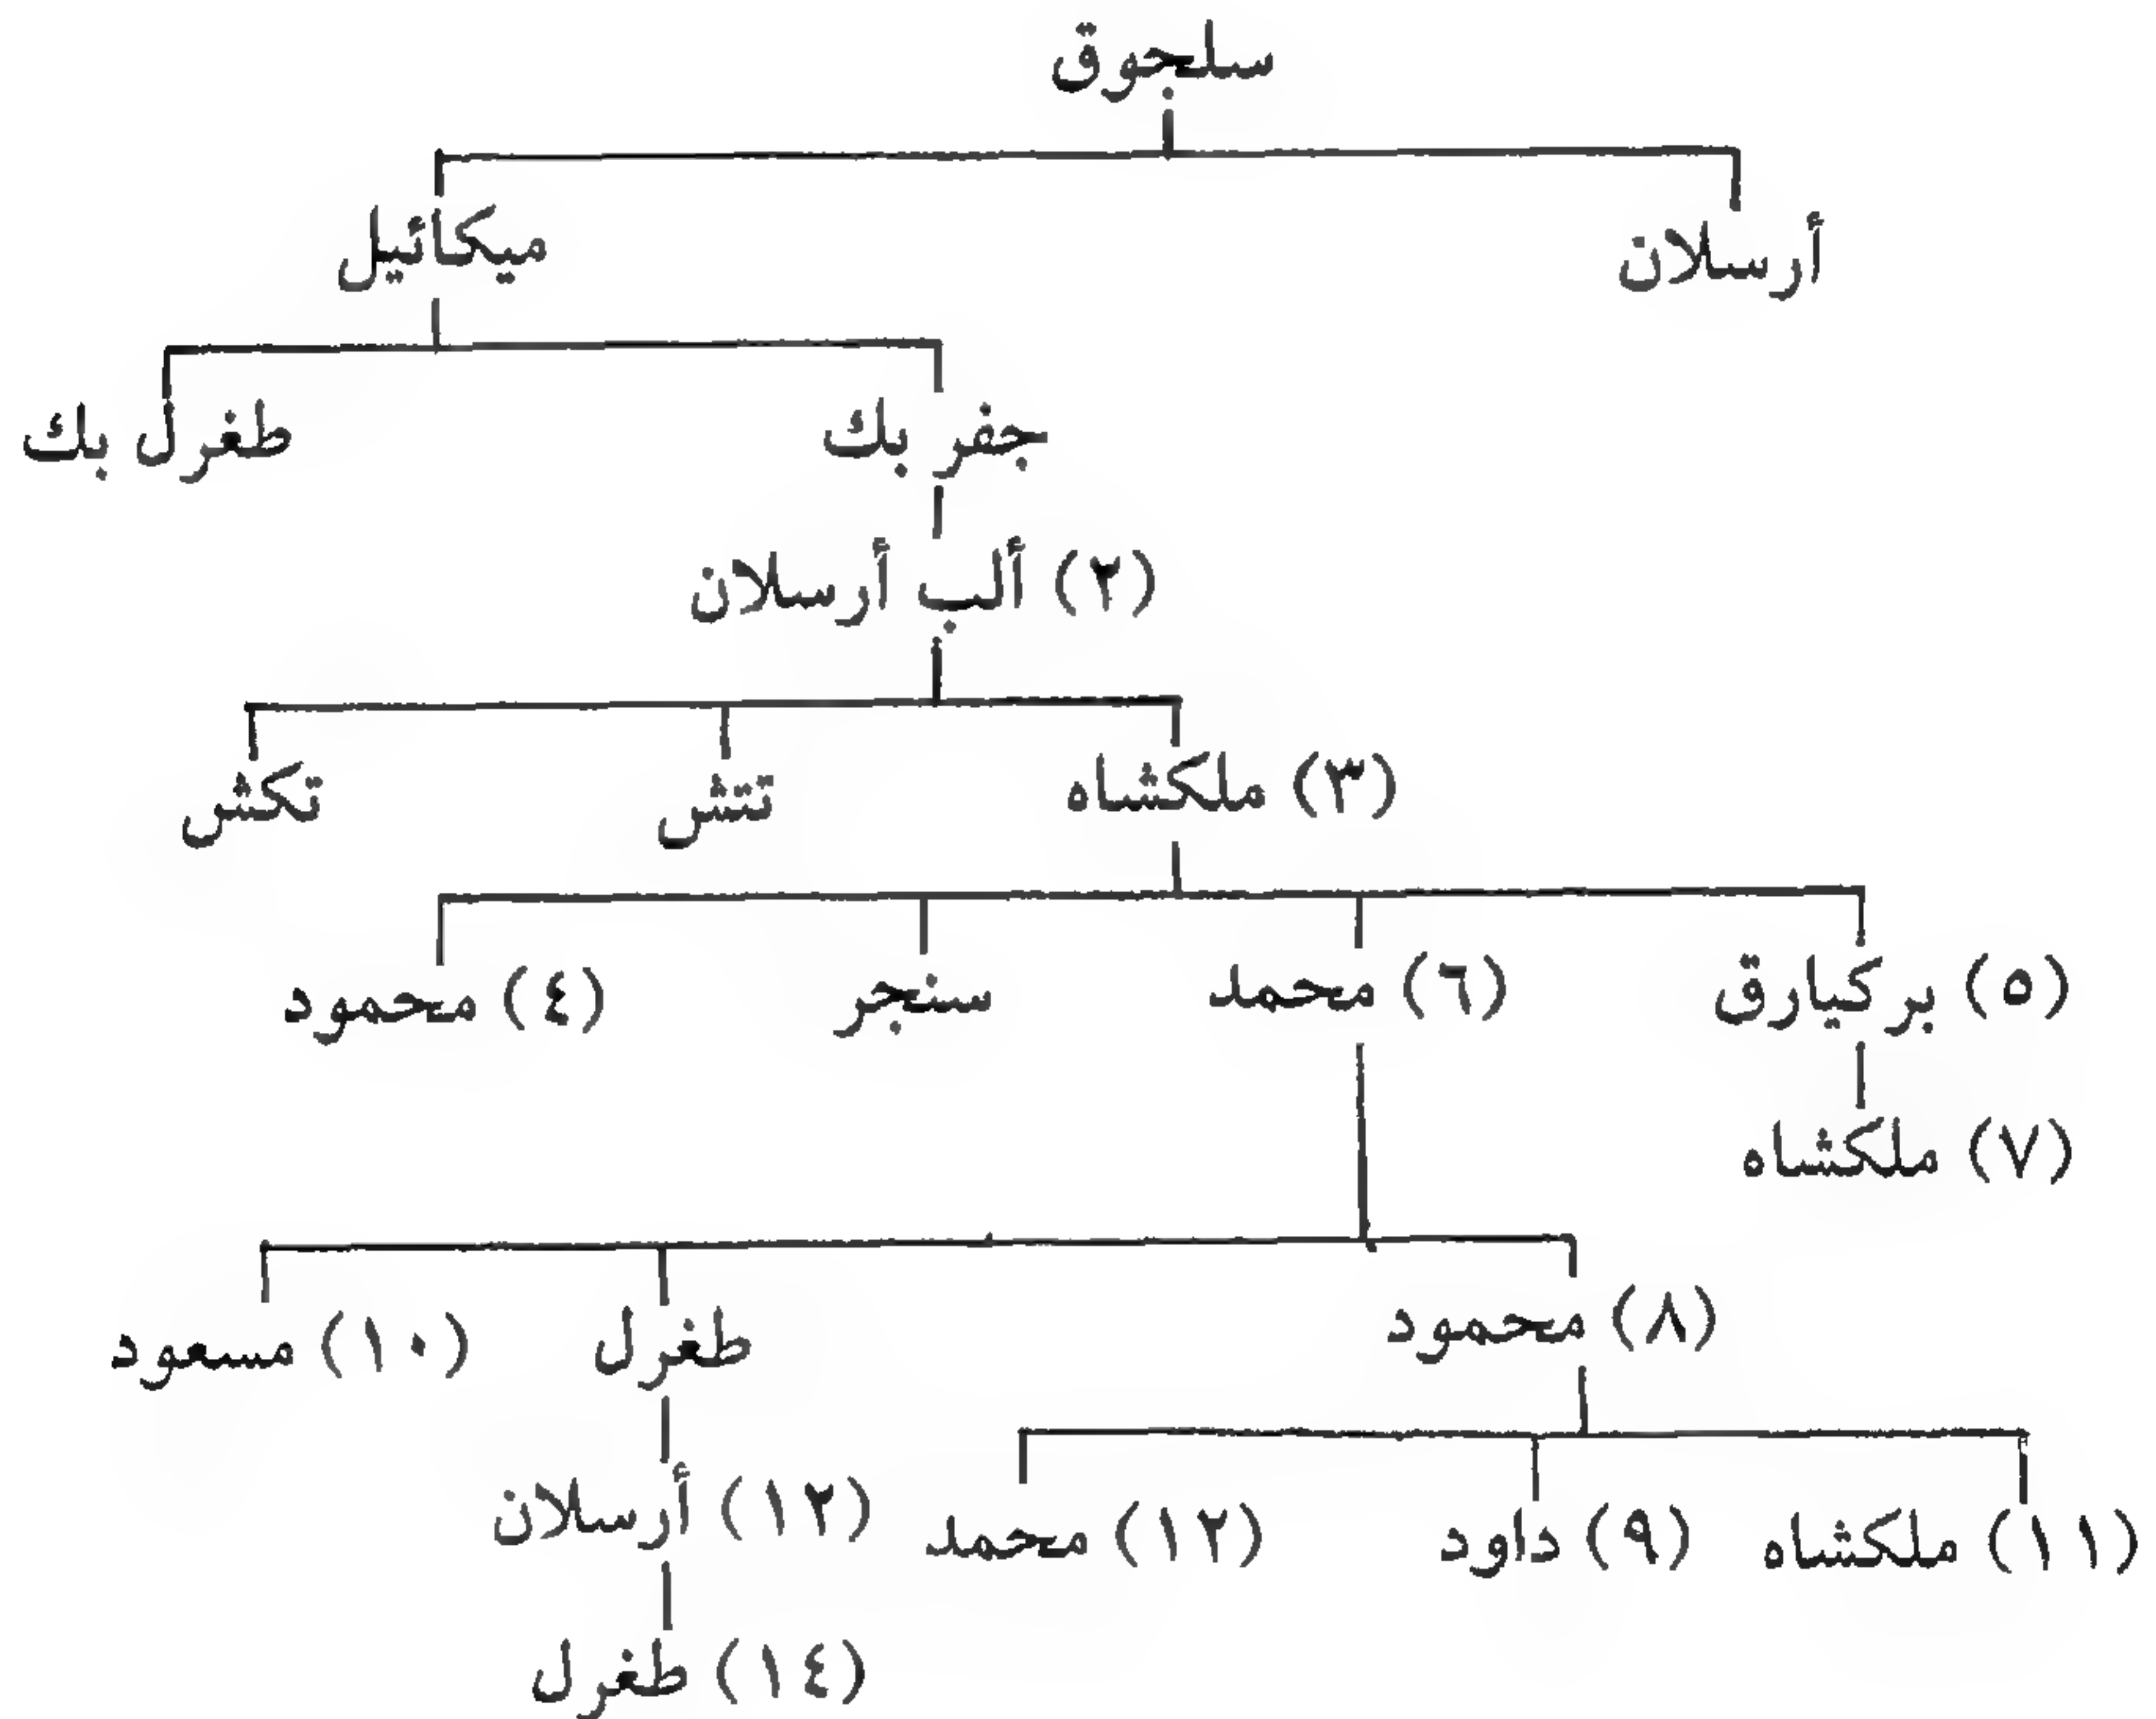 سلجوق
أرسلان ميكائيل
جفر بك طغرل بك
(٢) ألب أرسلان
(٣) ملكشاه تتش تكش
(٥) بركيارق (٦) محمد سنجر (٤) محمود
(٧) ملكشاه
(٨) محمود طغرل (١٠) مسعود
(١١) ملكشاه (٩) داود (١٢) محمد (١٢) أرسلان
(١٤) طغرل